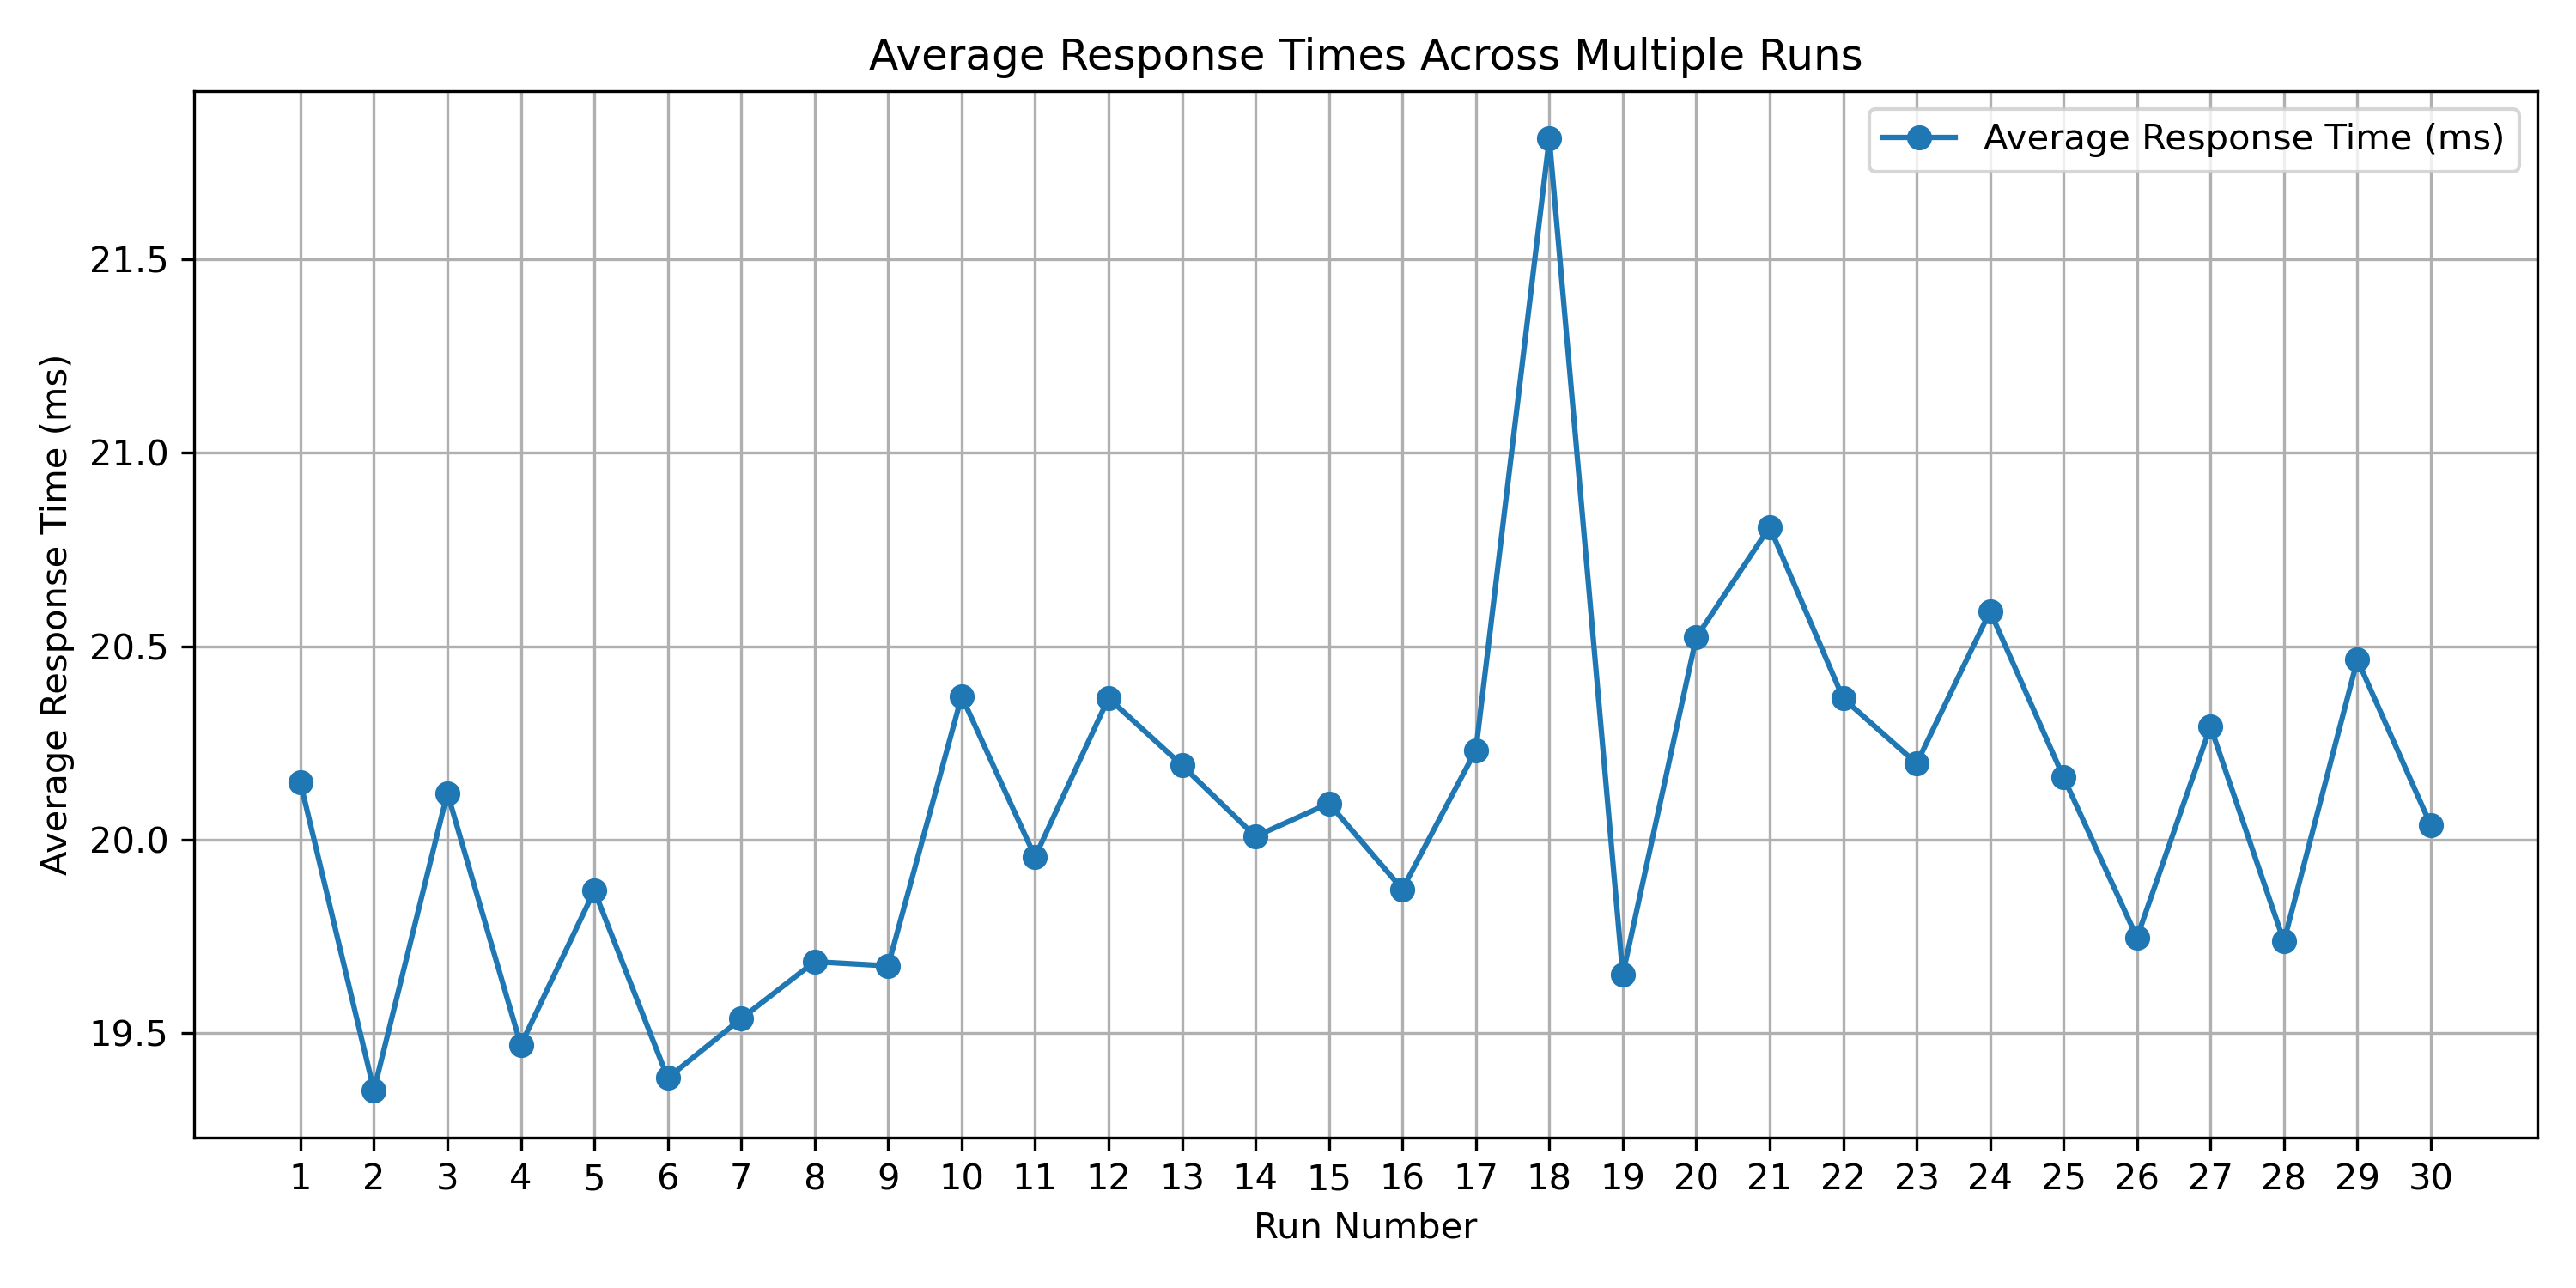 Average Response Times Across Multiple Runs
Average Response Time (ms)
Average Response Time (ms)
21.5
21.0
20.5
20.0
19.5
1 2 3 4 5 6 7 8 9 10 11 12 13 14 15 16 17 18 19 20 21 22 23 24 25 26 27 28 29 30
Run Number